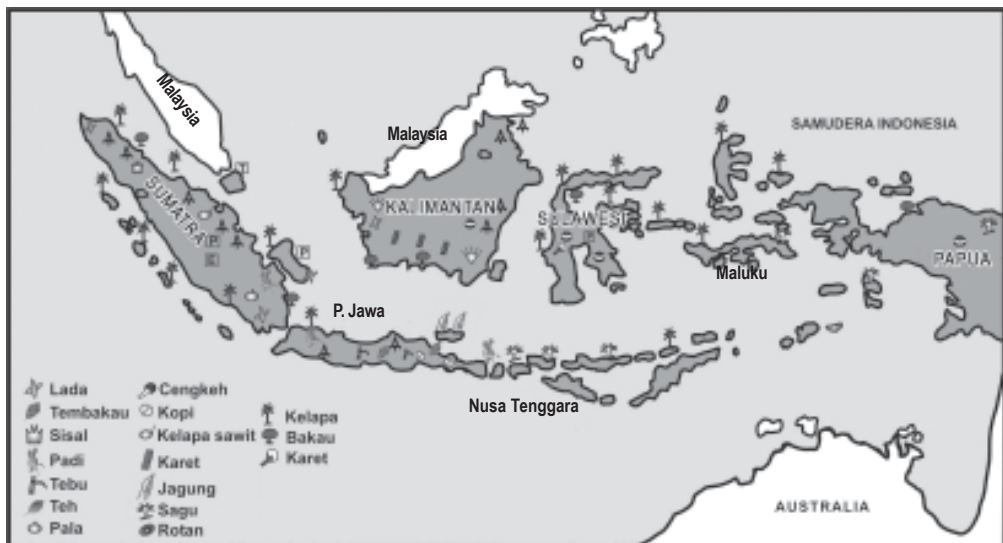 Malaysia
Malaysia
SAMUDERA INDONESIA
SUMATRA
KALIMANTAN
SULAWESI
PAPUA
Maluku
P. Jawa
Nusa Tenggara
AUSTRALIA
Lada
Tembakau
Sisal
Padi
Tebu
Teh
Pala
Cengkeh
Kopi
Kelapa sawit
Karet
Jagung
Sagu
Rotan
Kelapa
Bakau
Karet
T
P
P
P